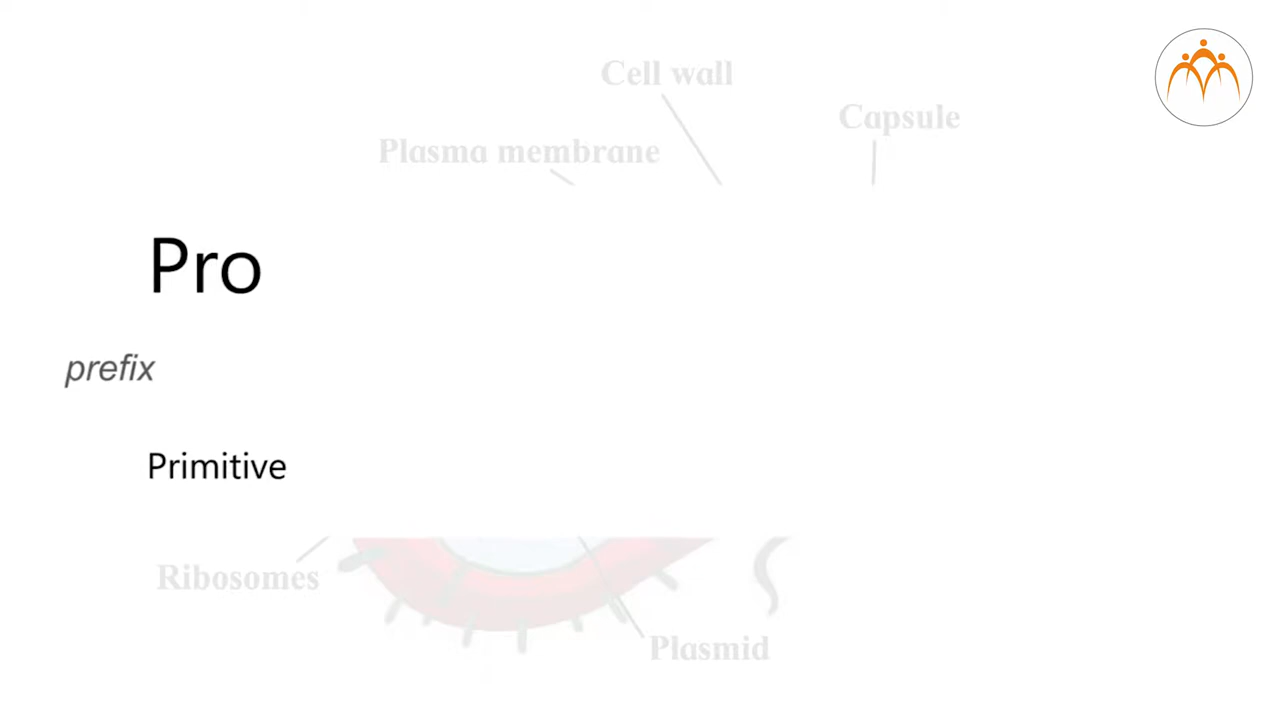 Cell wall
Capsule
Plasma membrane
Pro
prefix
Primitive
Ribosomes
Plasmid